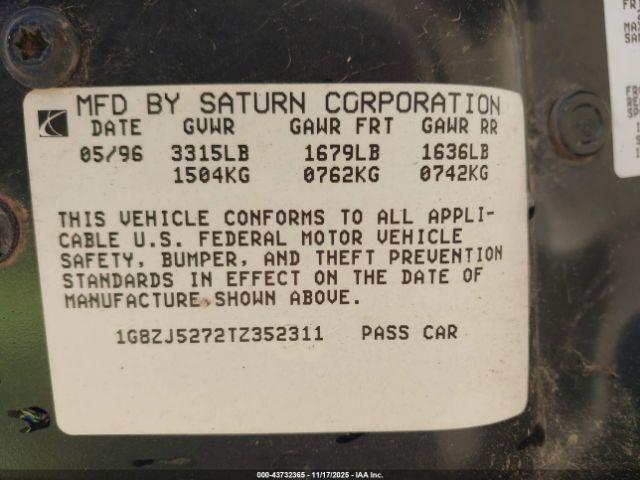 MFD BY SATURN CORPORATION
DATE GVWR GAWR FRT GAWR RR
05/96 3315LB 1679LB 1636LB
1504KG 0762KG 0742KG
THIS VEHICLE CONFORMS TO ALL APPLI-
CABLE U.S. FEDERAL MOTOR VEHICLE
SAFETY, BUMPER, AND THEFT PREVENTION
STANDARDS IN EFFECT ON THE DATE OF
MANUFACTURE SHOWN ABOVE.
1G8ZJ5272TZ352311 PASS CAR
000-43732365 - 11/17/2025 - IAA Inc.